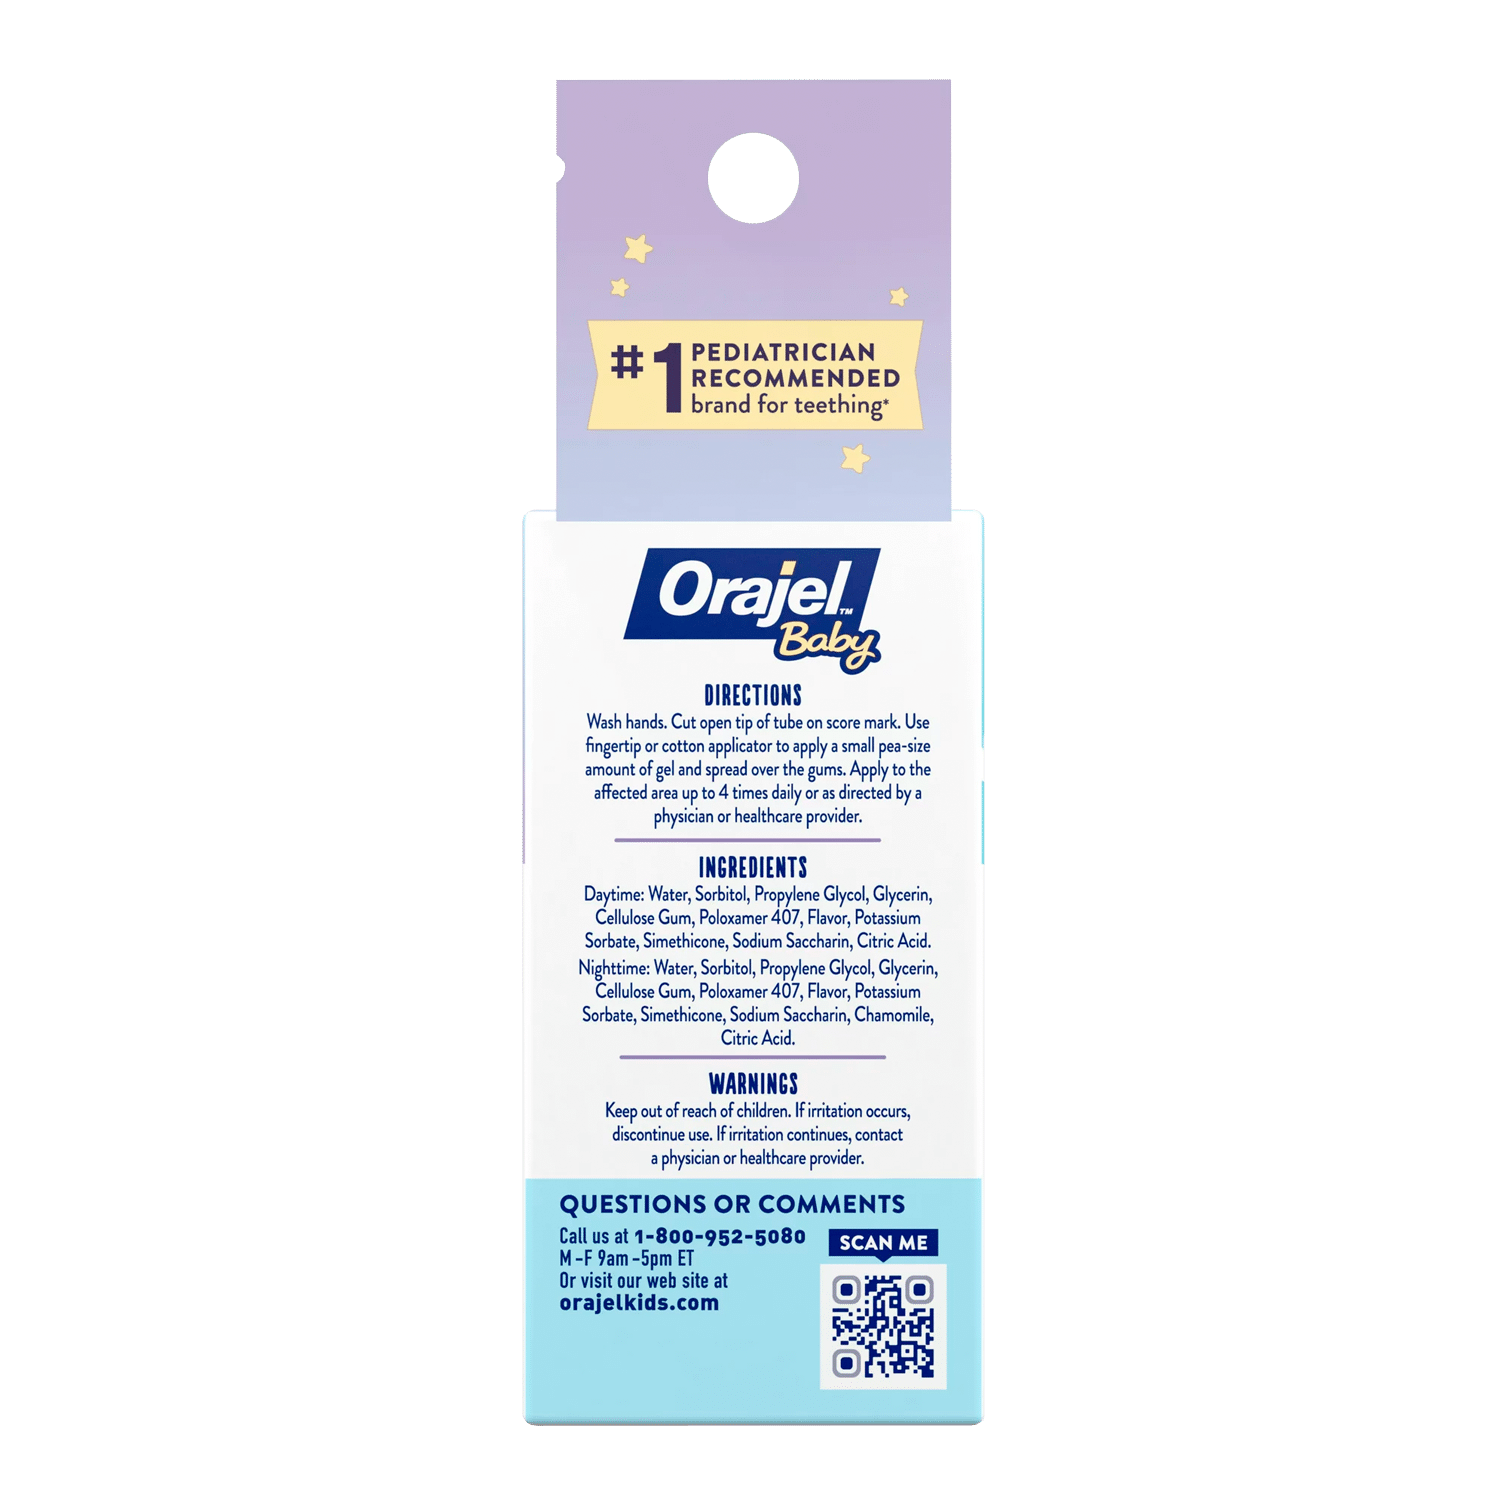 #1 PEDIATRICIAN
RECOMMENDED
brand for teething*
Orajel™
Baby
DIRECTIONS
Wash hands. Cut open tip of tube on score mark. Use
fingertip or cotton applicator to apply a small pea-size
amount of gel and spread over the gums. Apply to the
affected area up to 4 times daily or as directed by a
physician or healthcare provider.
INGREDIENTS
Daytime: Water, Sorbitol, Propylene Glycol, Glycerin,
Cellulose Gum, Poloxamer 407, Flavor, Potassium
Sorbate, Simethicone, Sodium Saccharin, Citric Acid.
Nighttime: Water, Sorbitol, Propylene Glycol, Glycerin,
Cellulose Gum, Poloxamer 407, Flavor, Potassium
Sorbate, Simethicone, Sodium Saccharin, Chamomile,
Citric Acid.
WARNINGS
Keep out of reach of children. If irritation occurs,
discontinue use. If irritation continues, contact
a physician or healthcare provider.
QUESTIONS OR COMMENTS
Call us at 1-800-952-5080
M-F 9am-5pm ET
Or visit our web site at
orajelkids.com
SCAN ME